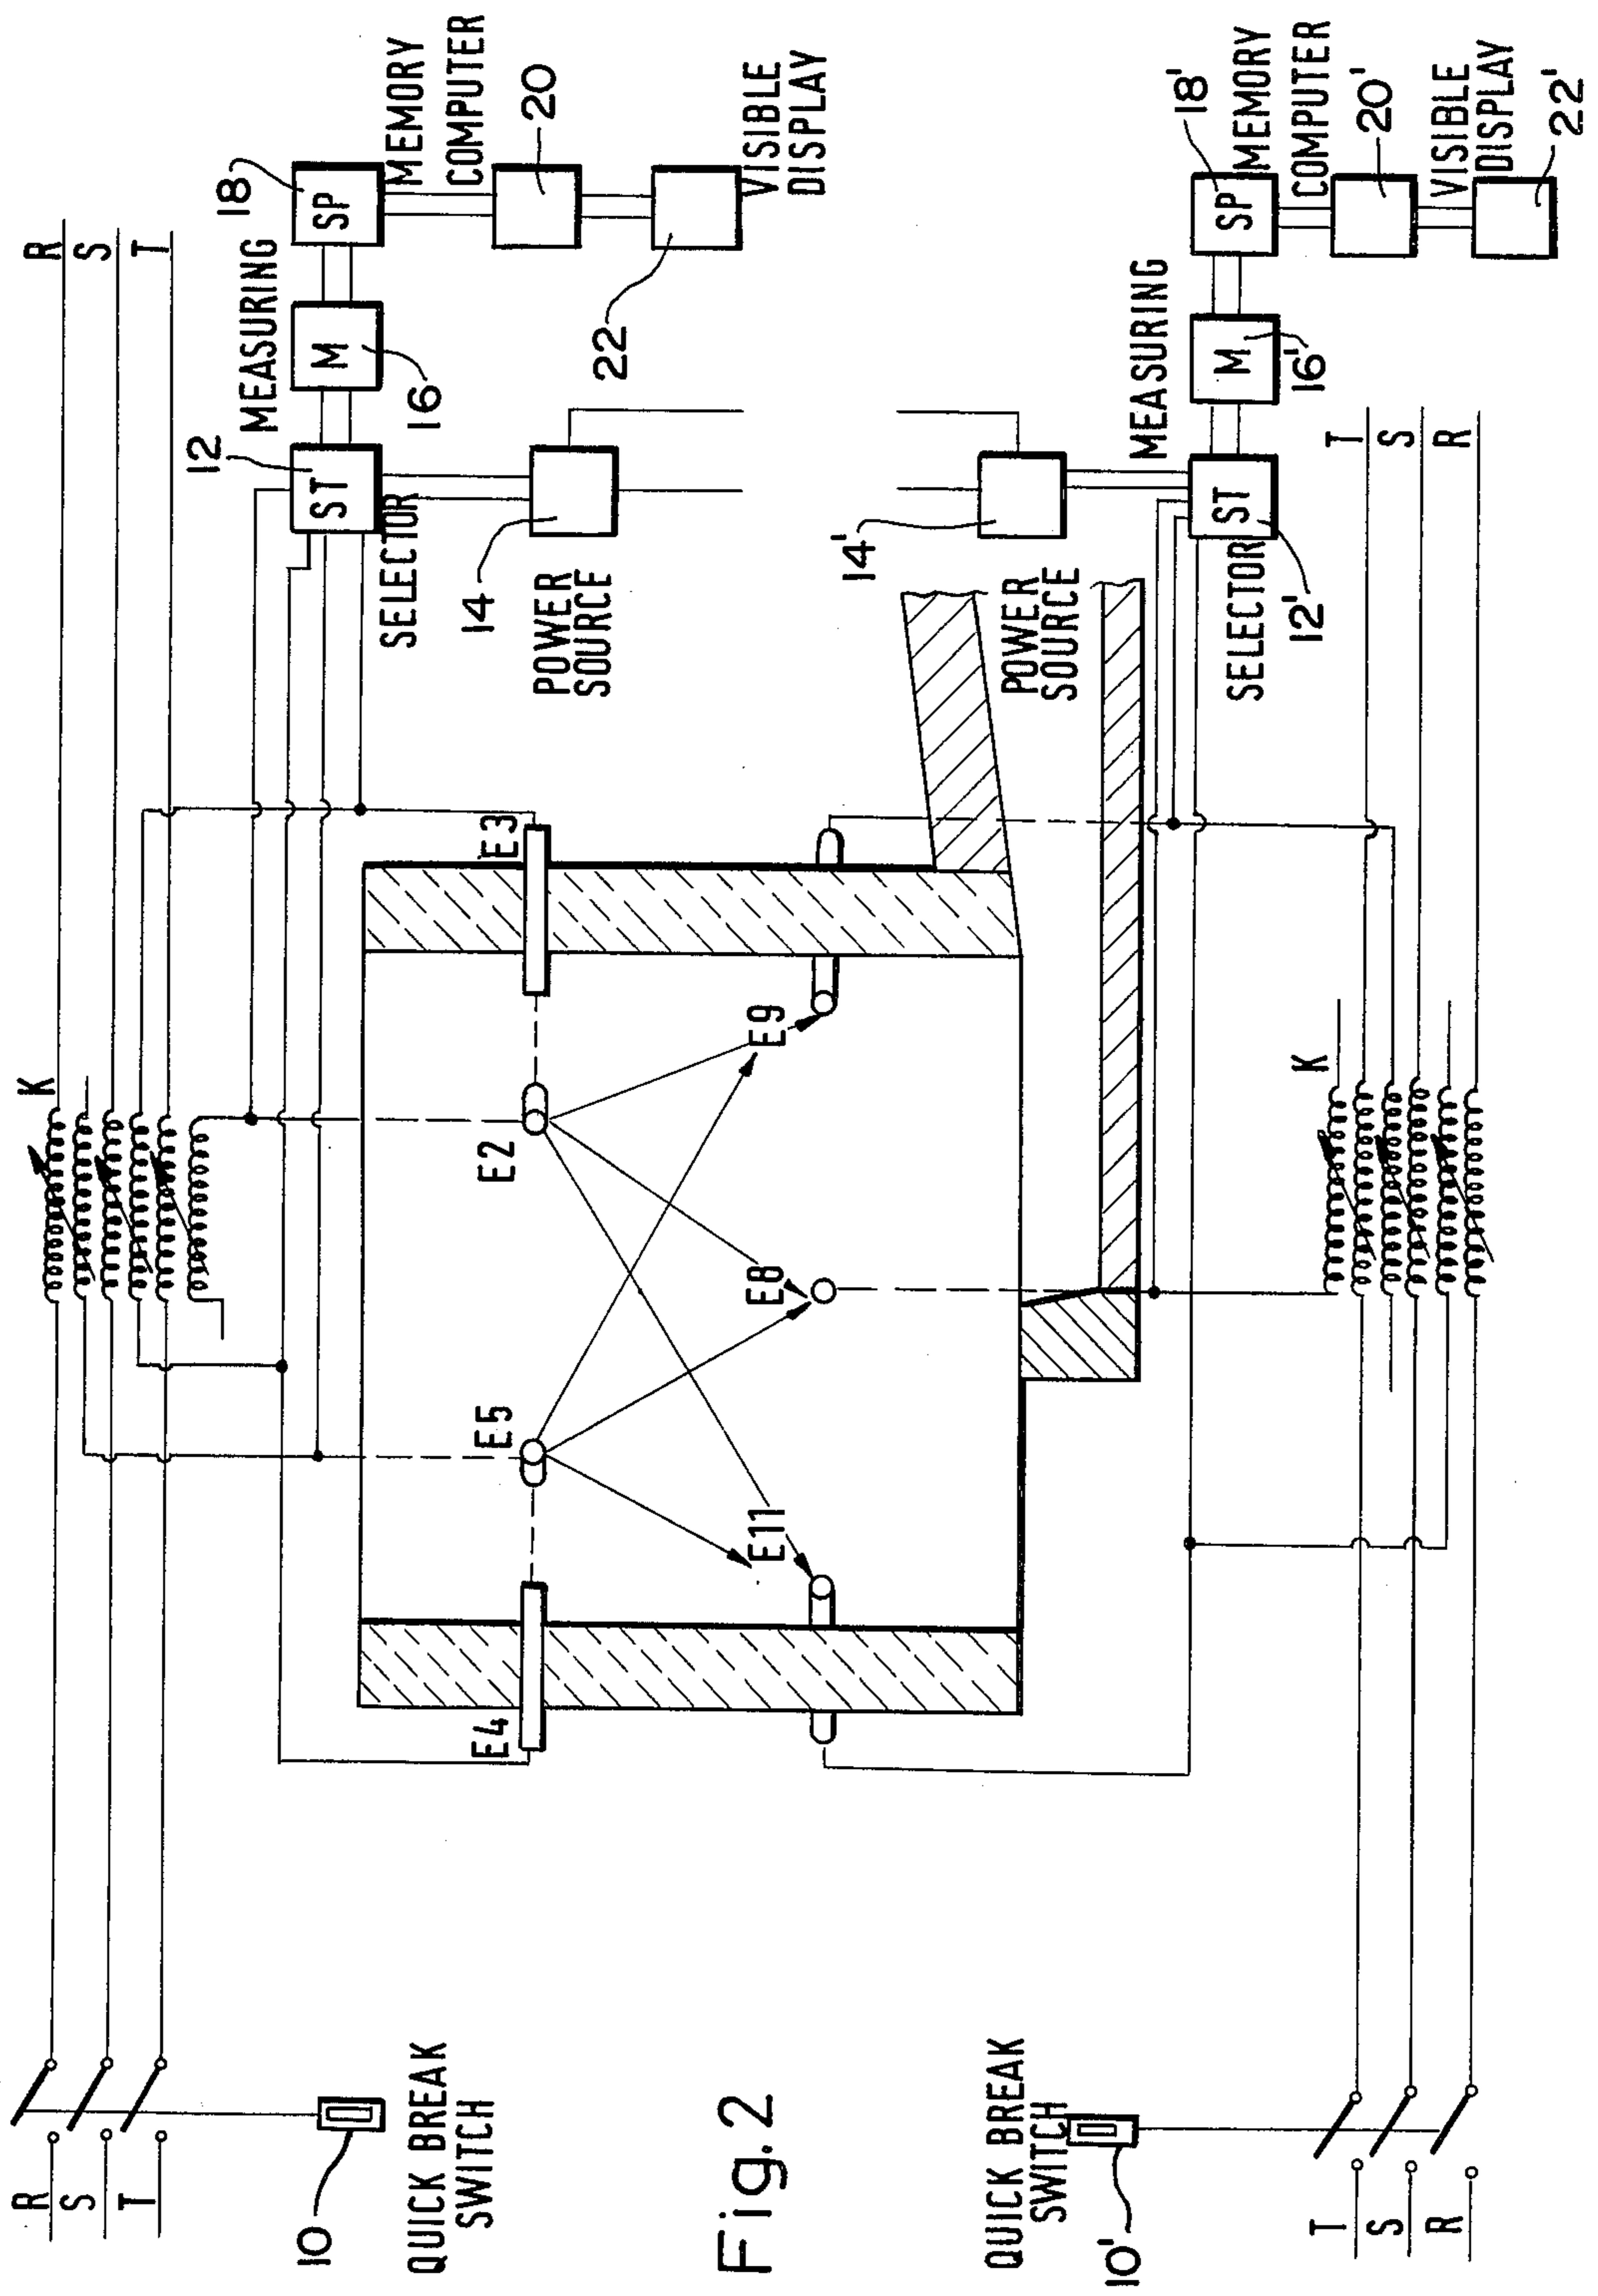 R
S
T
K
18
SP
MEMORY
COMPUTER
20
VISIBLE
DISPLAY
22
MEASURING
M
16
12
ST
SELECTOR
14
POWER
SOURCE
E3
E2
E5
E4
E9
E8
E11
R
S
T
10
QUICK BREAK
SWITCH
Fig.2
18'
SP
MEMORY
COMPUTER
20'
VISIBLE
DISPLAY
22'
MEASURING
M
16'
ST
SELECTOR
12'
14'
POWER
SOURCE
T
S
R
K
QUICK BREAK
SWITCH
10'
T
S
R